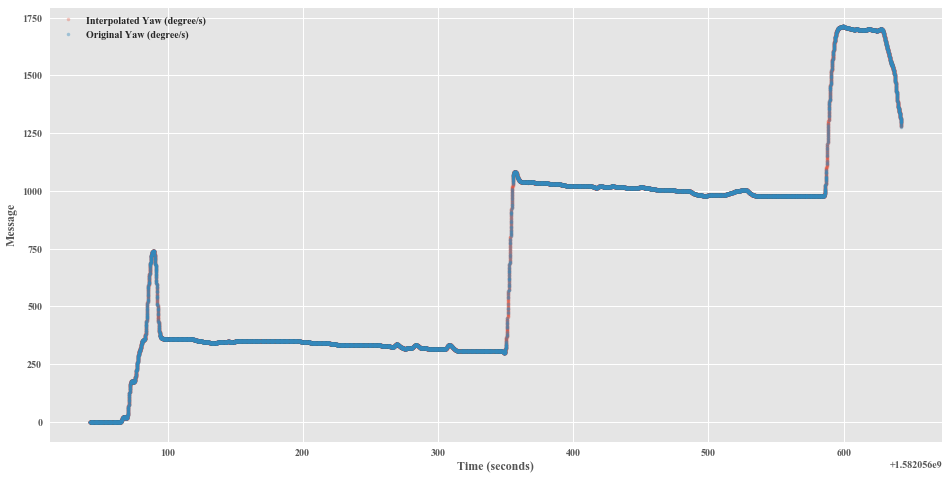 Interpolated Yaw (degree/s)
Original Yaw (degree/s)
1750
1500
1250
1000
750
500
250
0
Message
100 200 300 400 500 600
Time (seconds)
+1.582056e9